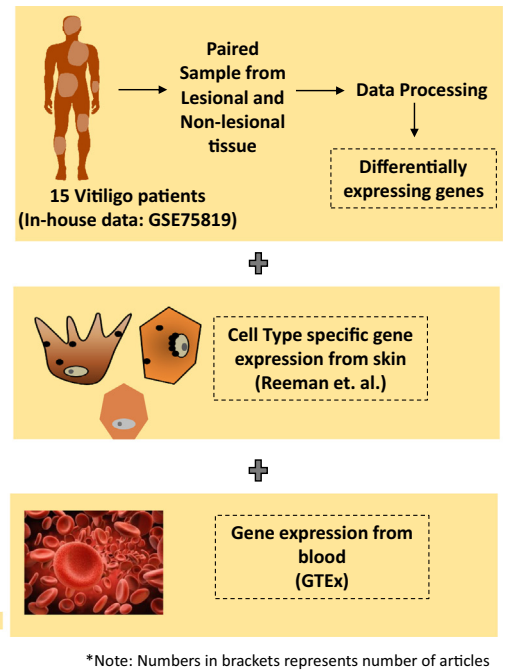 Paired
Sample from
Lesional and
Non-lesional
tissue
Data Processing
Differentially
expressing genes
15 Vitiligo patients
(In-house data: GSE75819)
Cell Type specific gene
expression from skin
(Reeman et. al.)
Gene expression from
blood
(GTEx)
*Note: Numbers in brackets represents number of articles